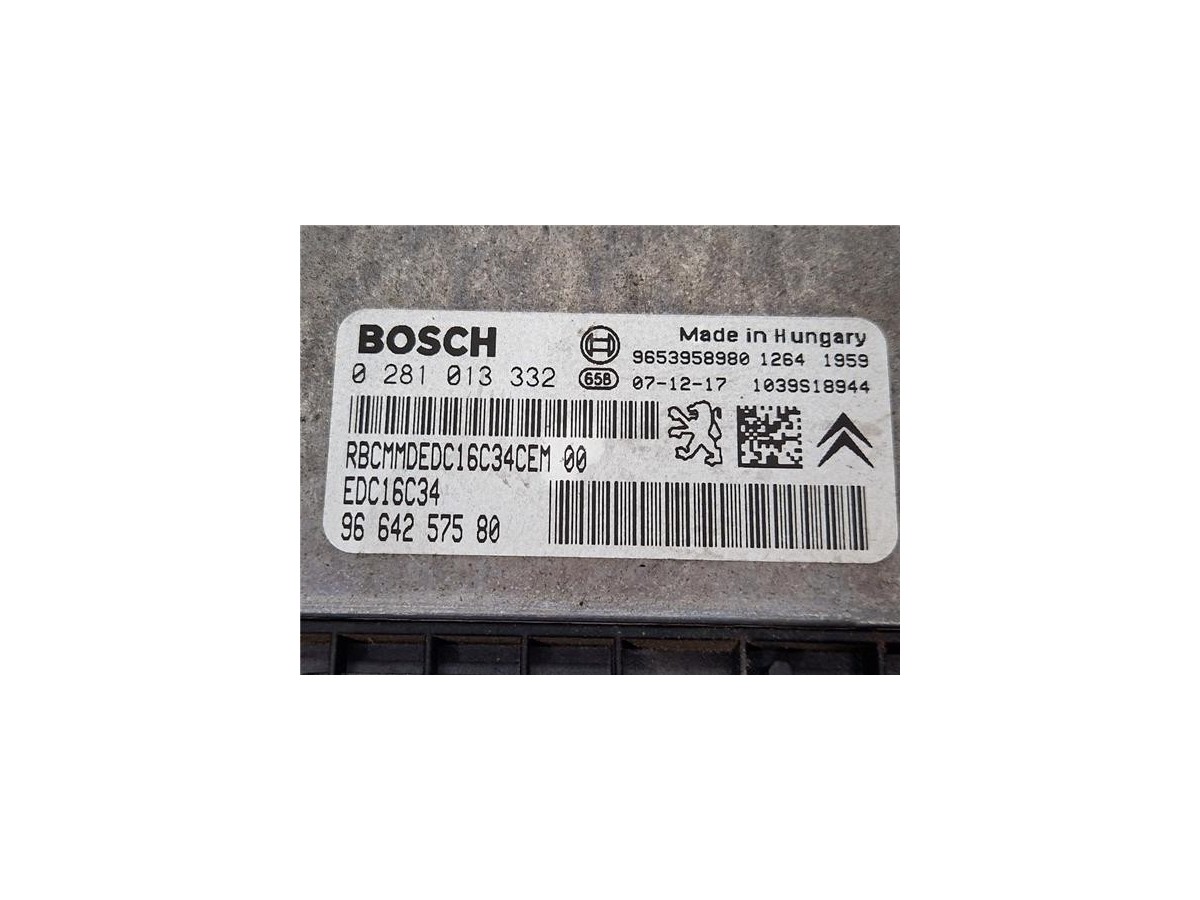 BOSCH
Made in Hungary
9653958980 1264 1959
0 281 013 332
658
07-12-17 1039S18944
RBCMMDEDC16C34CEM 00
EDC16C34
96 642 575 80